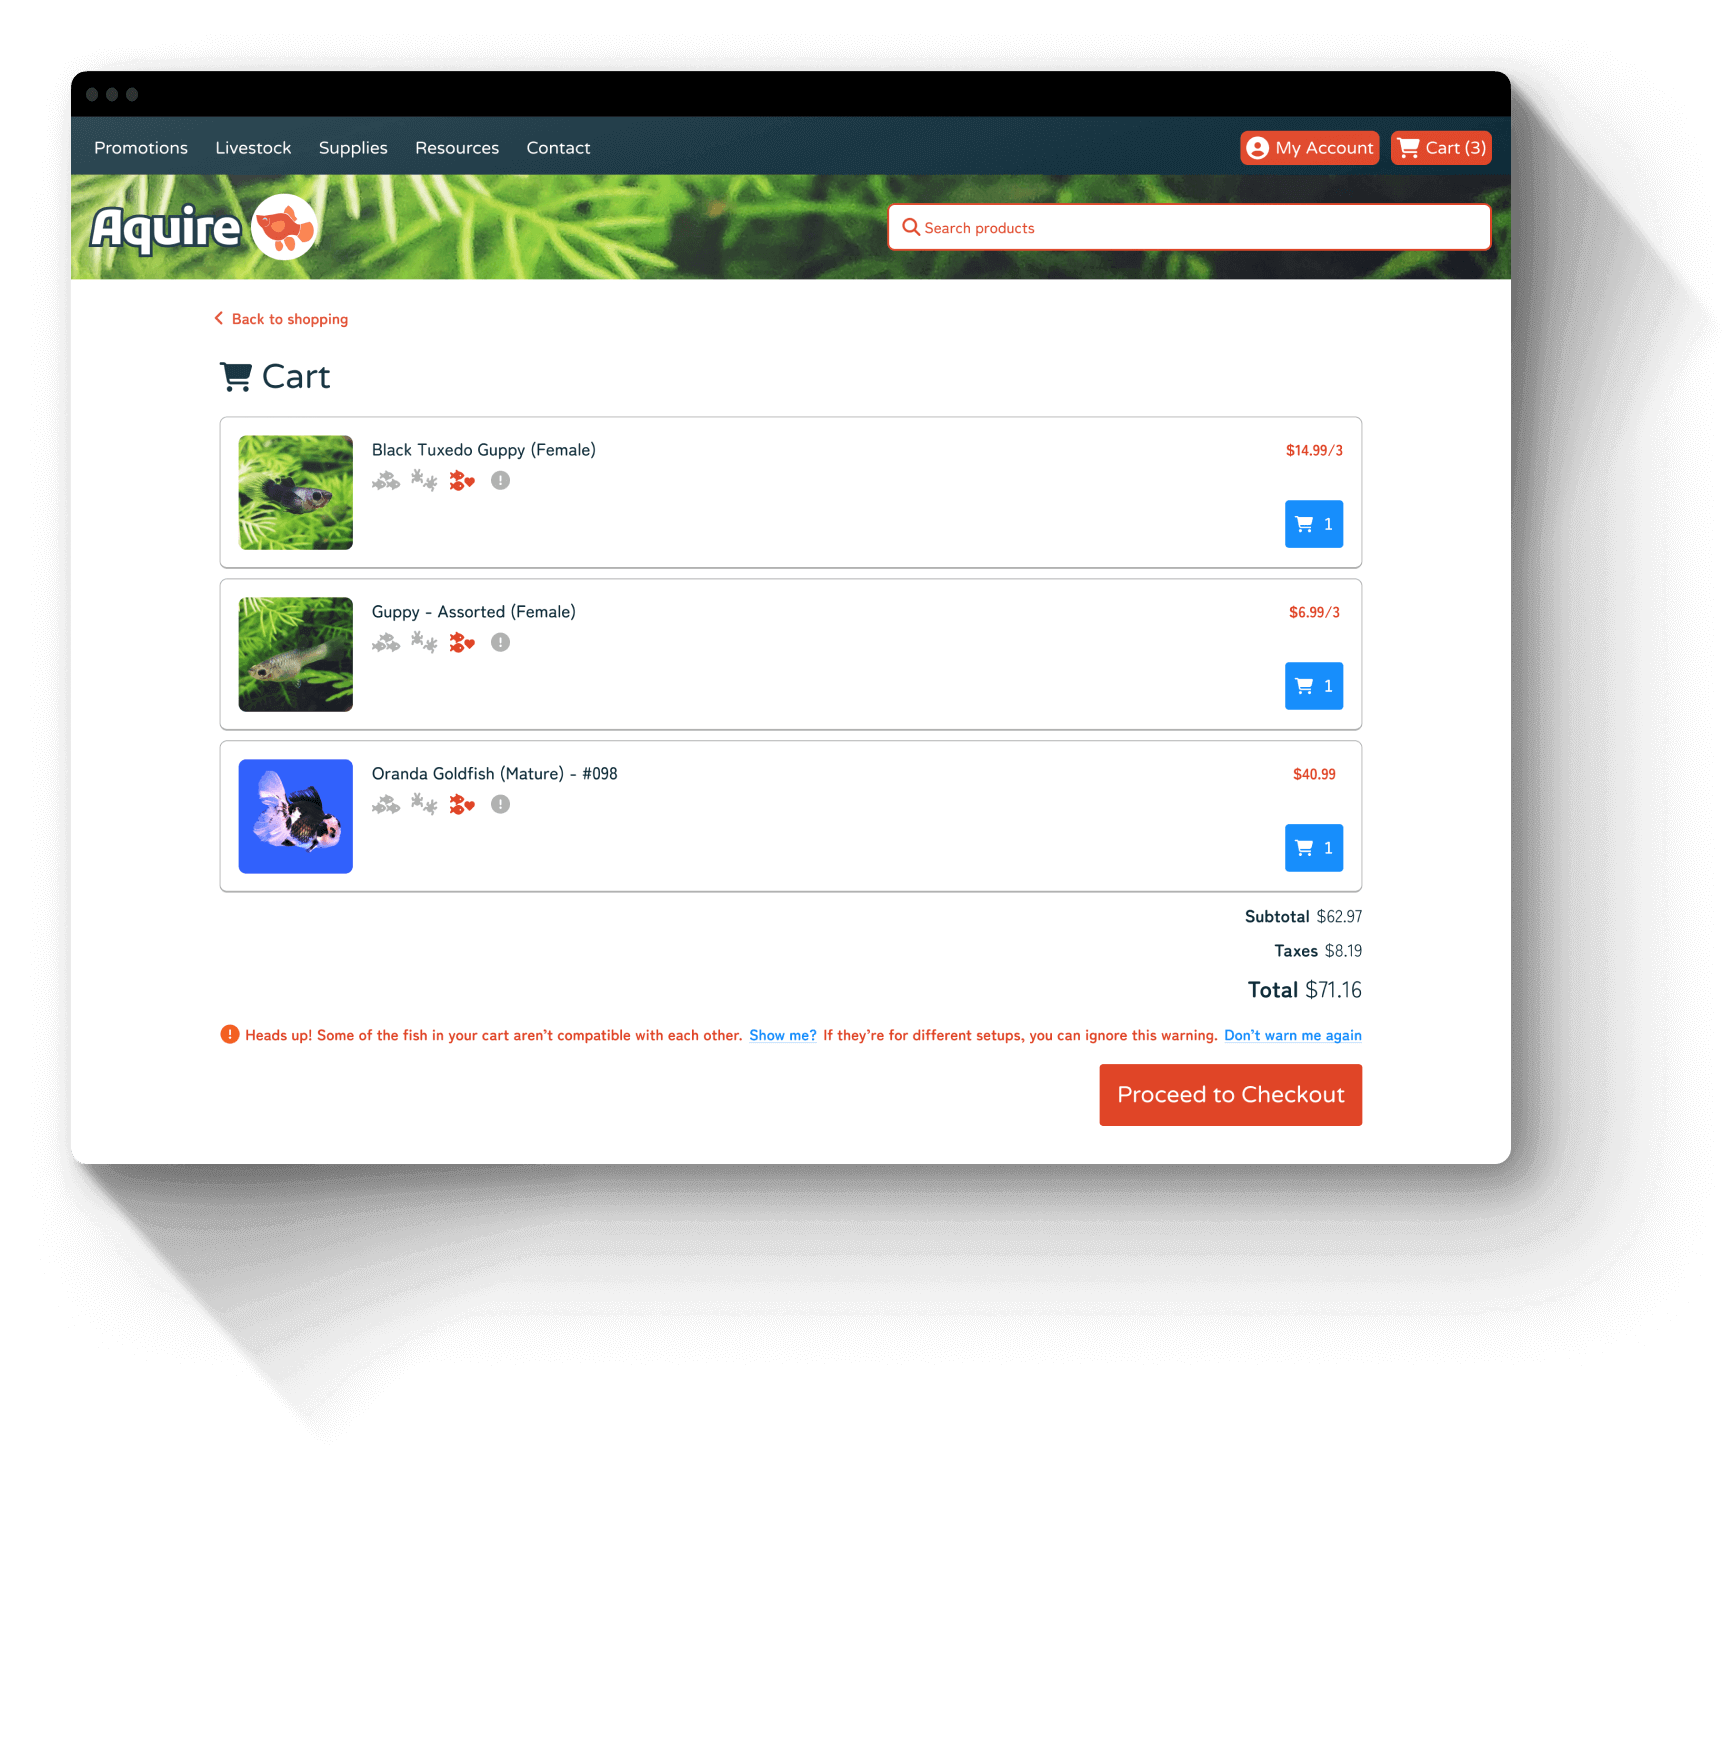 Promotions Livestock Supplies Resources Contact My Account Cart (3)
Aquire Search products
Back to shopping
Cart
Black Tuxedo Guppy (Female) $14.99/3
1
Guppy - Assorted (Female) $6.99/3
1
Oranda Goldfish (Mature) - #098 $40.99
1
Subtotal $62.97
Taxes $8.19
Total $71.16
Heads up! Some of the fish in your cart aren't compatible with each other. Show me? If they're for different setups, you can ignore this warning. Don't warn me again
Proceed to Checkout